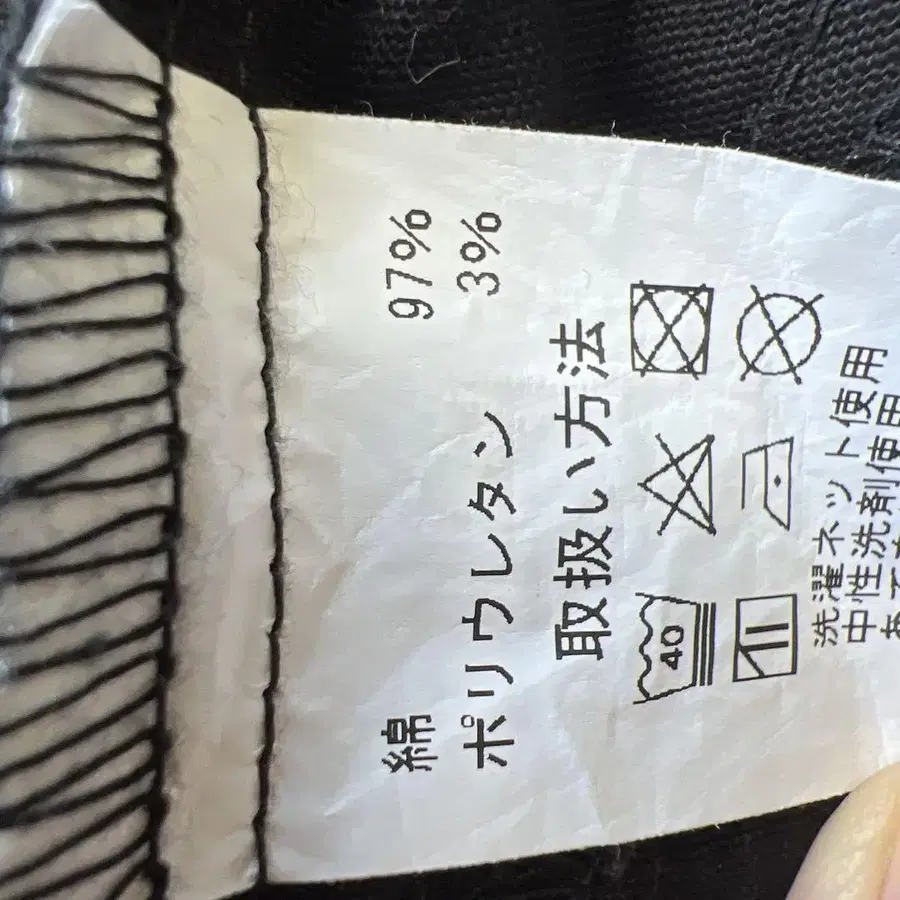 綿 97%
ポリウレタン 3%
取扱い方法
40
洗濯ネット使用
中性洗剤使用